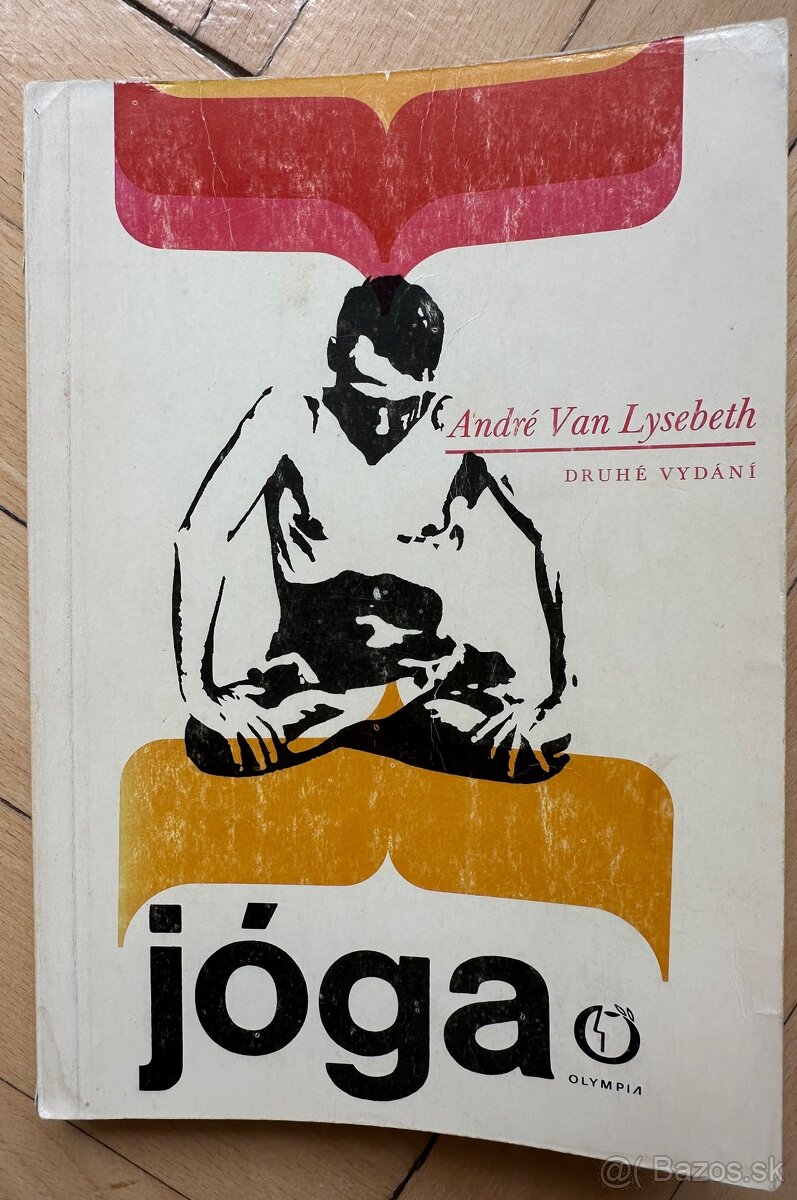 André Van Lysebeth
DRUHÉ VYDÁNÍ
jóga
OLYMPIA
@( Bazos.sk